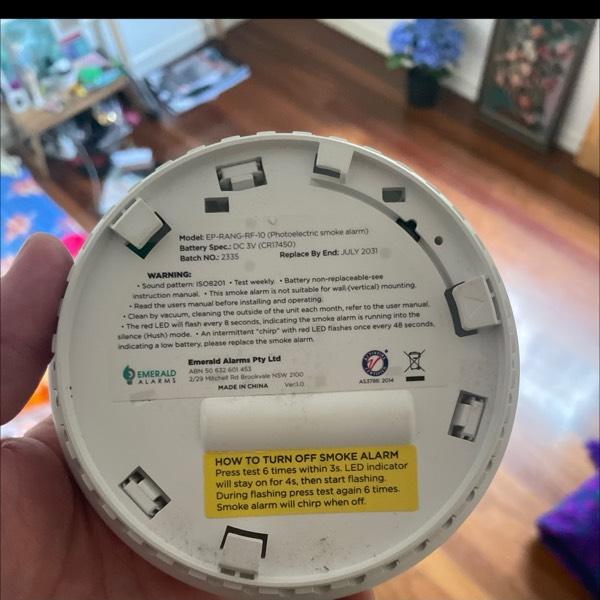 Model: EP-RANG-RF-10 (Photoelectric smoke alarm)
Battery Spec.: DC 3V (CR17450)
Batch NO.: 2335 Replace By End: JULY 2031
WARNING:
• Sound pattern: ISO8201 • Test weekly. • Battery non-replaceable-see
instruction manual. • This smoke alarm is not suitable for wall (vertical) mounting.
• Read the users manual before installing and operating.
• Clean by vacuum, cleaning the outside of the unit each month, refer to the user manual.
• The red LED will flash every 8 seconds, indicating the smoke alarm is running into the
silence (Hush) mode. • An intermittent "chirp" with red LED flashes once every 48 seconds,
indicating a low battery, please replace the smoke alarm.
EMERALD
ALARMS
Emerald Alarms Pty Ltd
ABN 50 632 601 453
2/29 Mitchell Rd Brookvale NSW 2100
MADE IN CHINA Ver:1.0
AS3786: 2014
HOW TO TURN OFF SMOKE ALARM
Press test 6 times within 3s. LED indicator
will stay on for 4s, then start flashing.
During flashing press test again 6 times.
Smoke alarm will chirp when off.